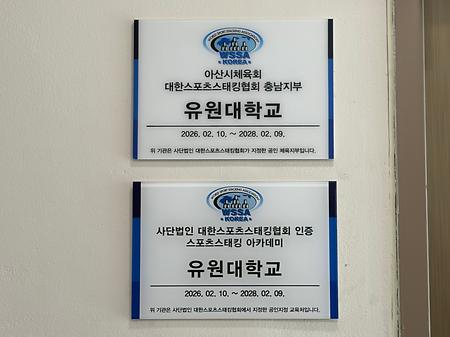 WSSA
KOREA
아산시체육회
대한스포츠스태킹협회 충남지부
유원대학교
2026. 02. 10. ~ 2028. 02. 09.
위 기관은 사단법인 대한스포츠스태킹협회가 지정한 공인 체육지부입니다.
WSSA
KOREA
사단법인 대한스포츠스태킹협회 인증
스포츠스태킹 아카데미
유원대학교
2026. 02. 10. ~ 2028. 02. 09.
위 기관은 사단법인 대한스포츠스태킹협회에서 지정한 공인지정 교육처입니다.